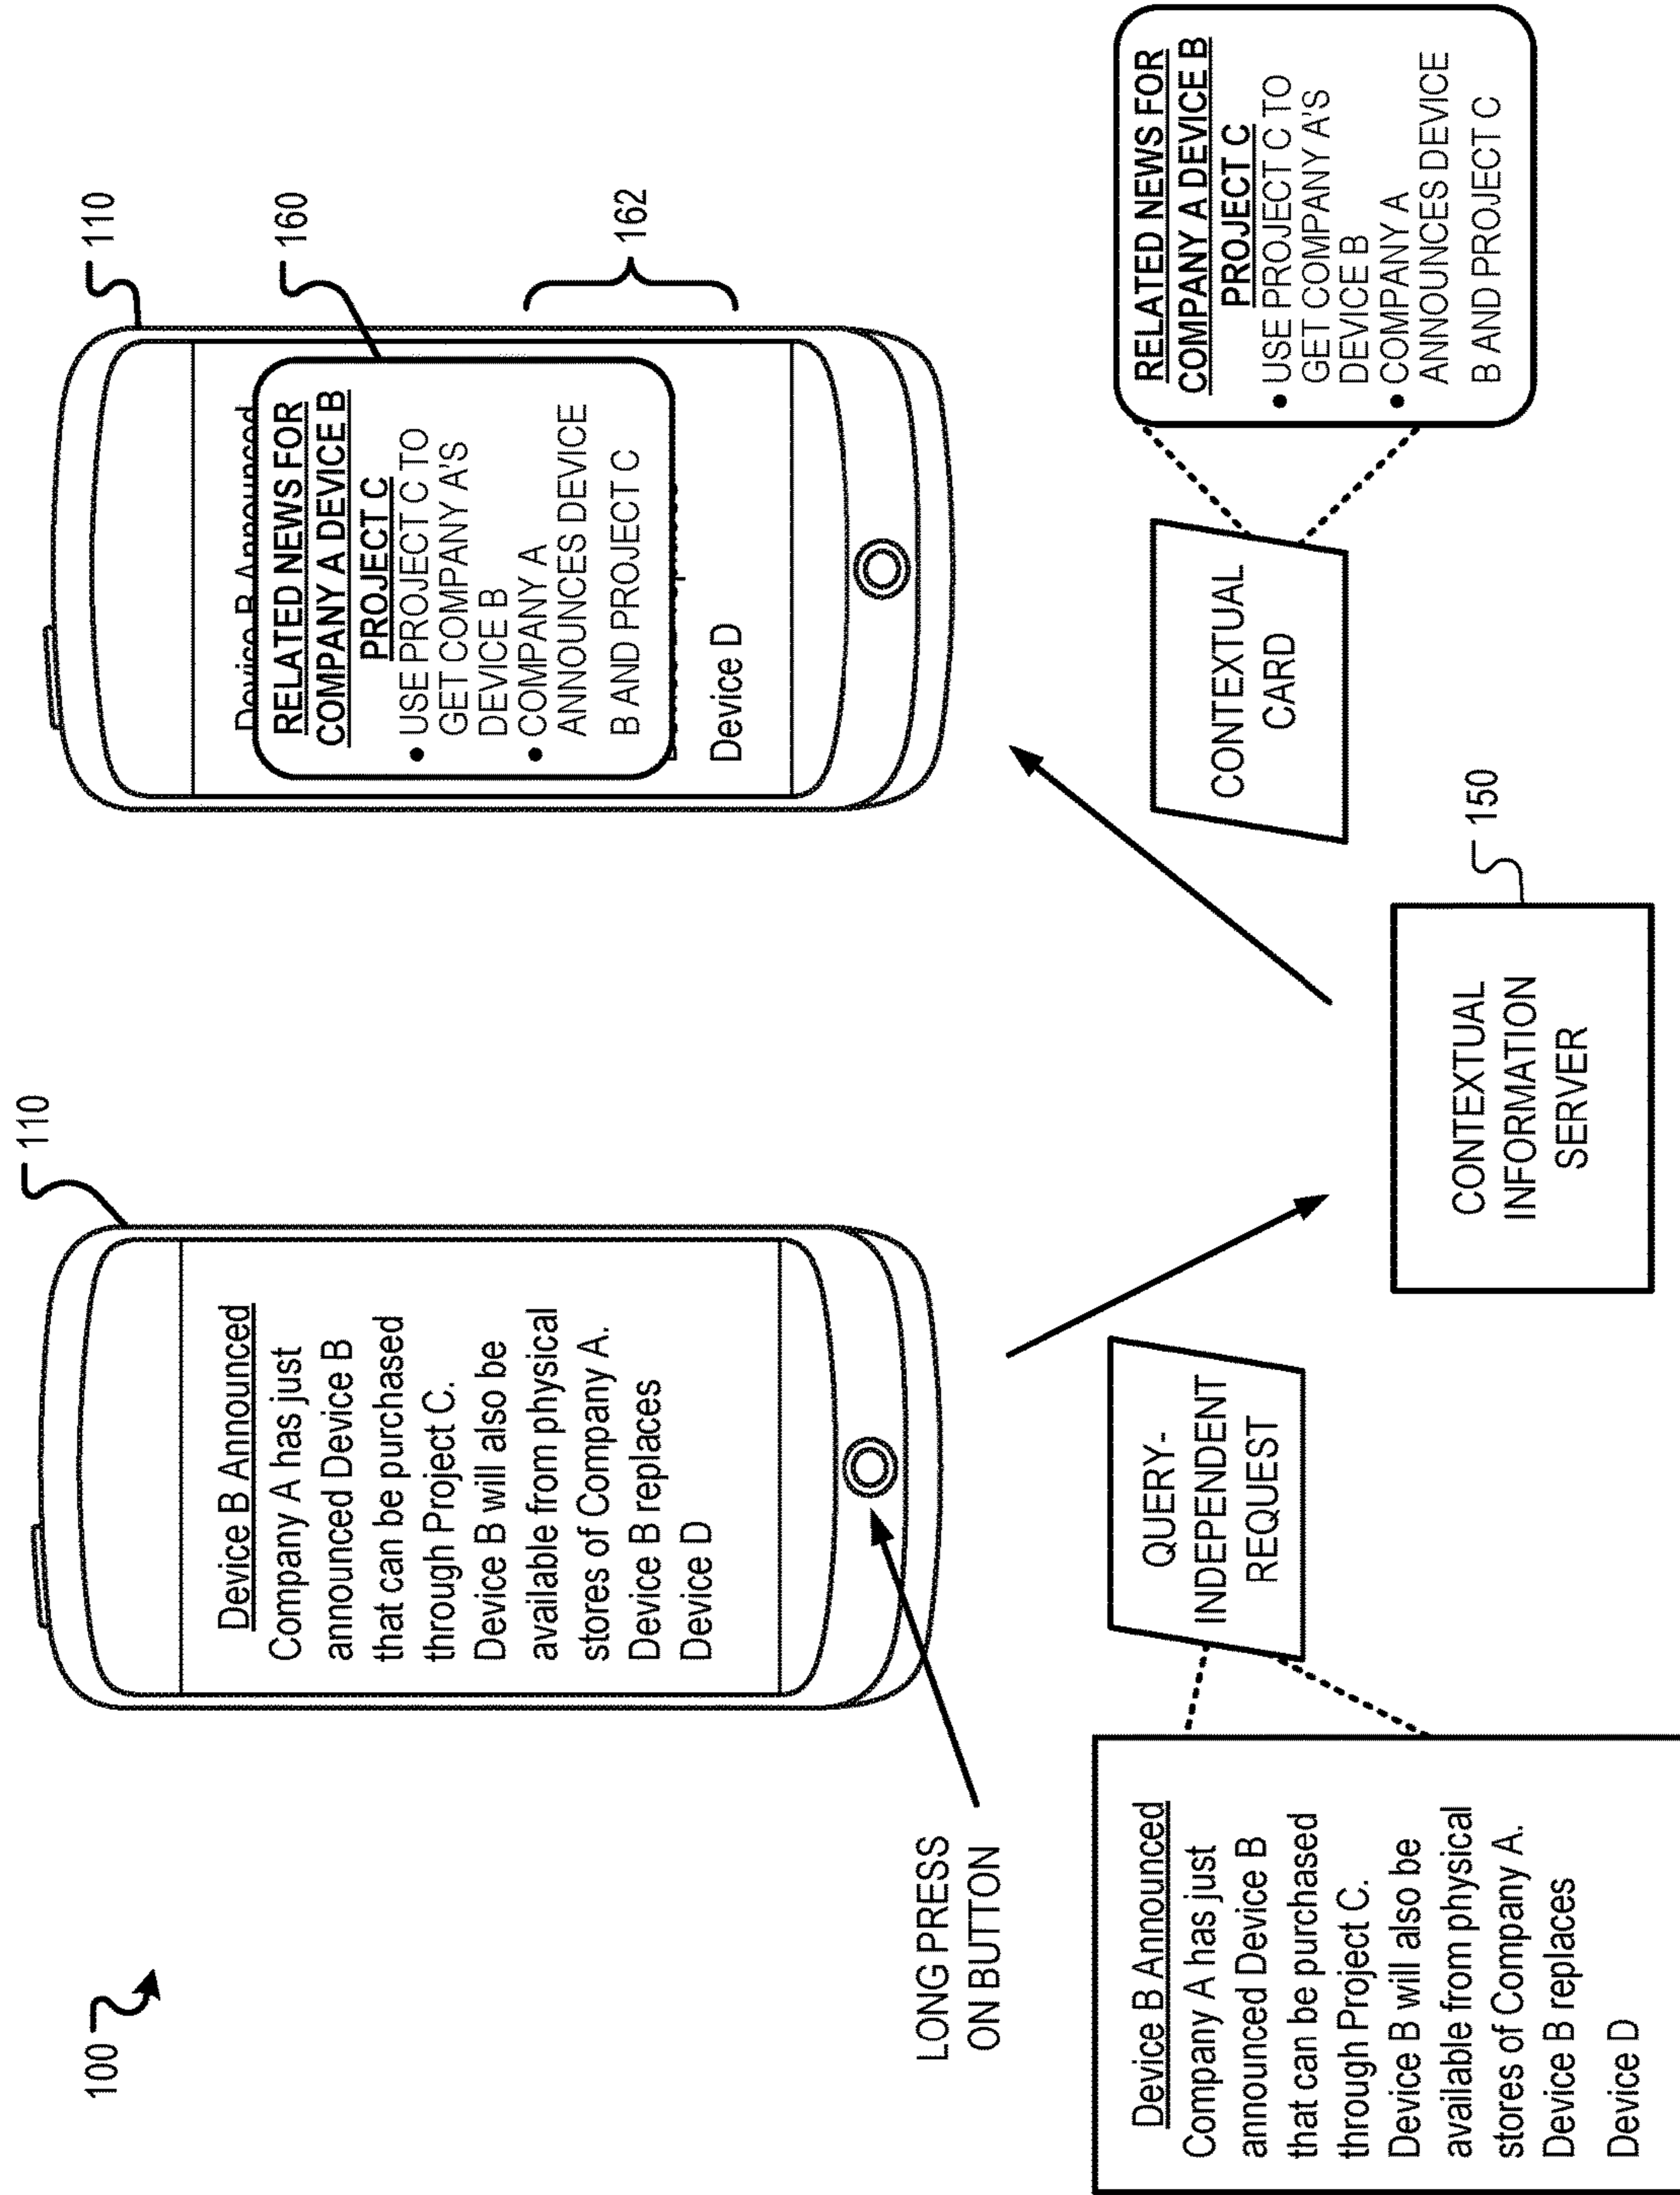 100
110
Device B Announced
Company A has just
announced Device B
that can be purchased
through Project C.
Device B will also be
available from physical
stores of Company A.
Device B replaces
Device D
LONG PRESS
ON BUTTON
110
Device B Announced
160
RELATED NEWS FOR
COMPANY A DEVICE B
PROJECT C
• USE PROJECT C TO
GET COMPANY A'S
DEVICE B
• COMPANY A
ANNOUNCES DEVICE
B AND PROJECT C
162
Device D
Device B Announced
Company A has just
announced Device B
that can be purchased
through Project C.
Device B will also be
available from physical
stores of Company A.
Device B replaces
Device D
QUERY-
INDEPENDENT
REQUEST
CONTEXTUAL
INFORMATION
SERVER
150
CONTEXTUAL
CARD
RELATED NEWS FOR
COMPANY A DEVICE B
PROJECT C
• USE PROJECT C TO
GET COMPANY A'S
DEVICE B
• COMPANY A
ANNOUNCES DEVICE
B AND PROJECT C